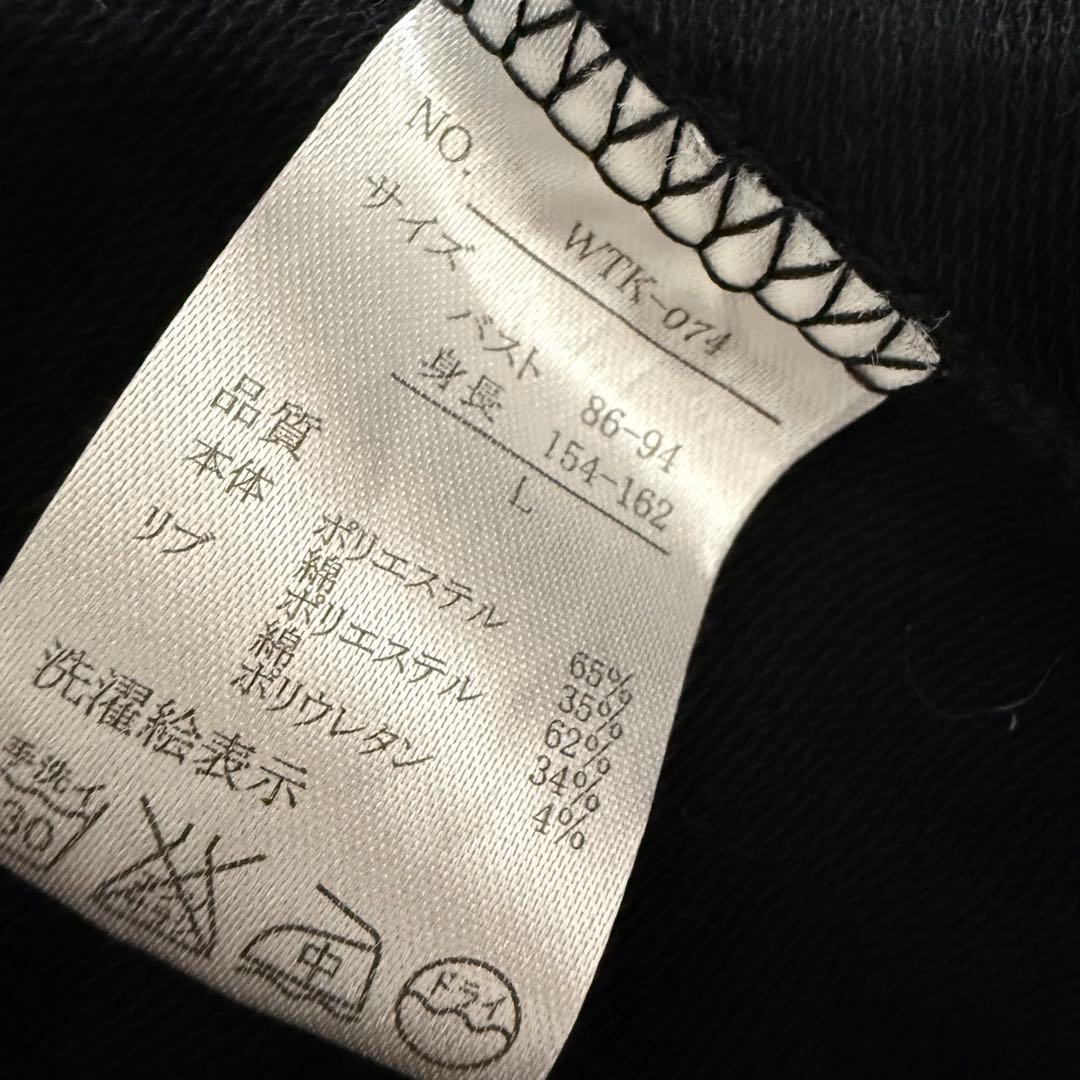 NO. WTK-074
サイズ
バスト 86-94
身長 154-162
L
品質
本体 ポリエステル 65%
綿 35%
リブ ポリエステル 62%
綿 34%
ポリウレタン 4%
洗濯絵表示
手洗イ
30
中
ドライ